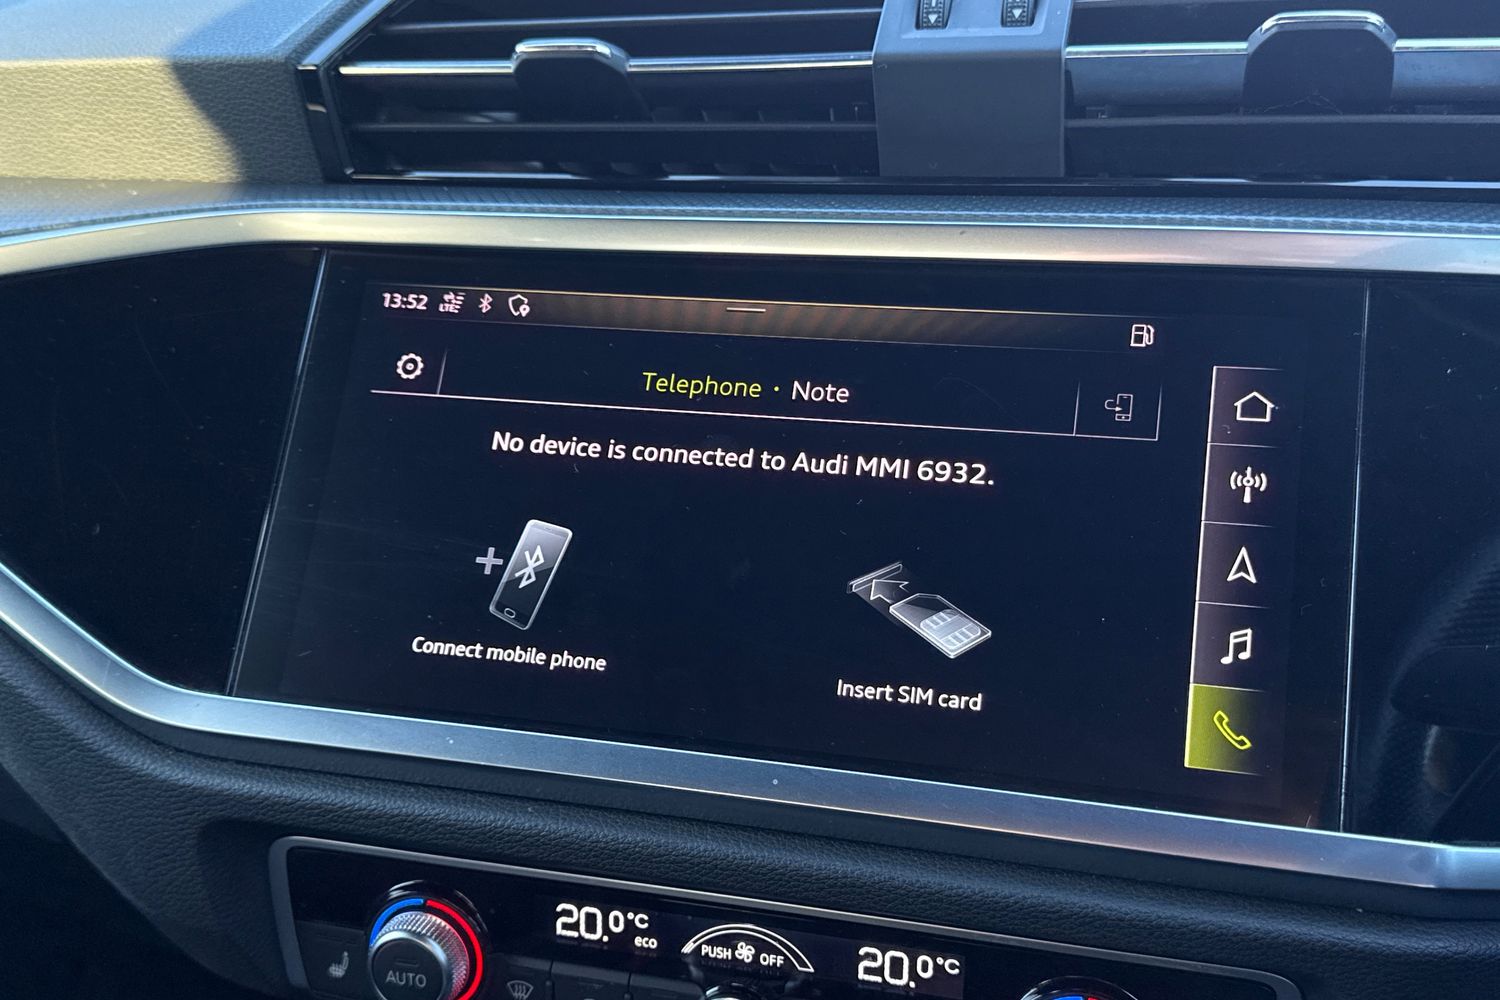 13:52 LTE
Telephone • Note
No device is connected to Audi MMI 6932.
Connect mobile phone
Insert SIM card
20.0°C
eco
PUSH OFF
20.0°C
AUTO